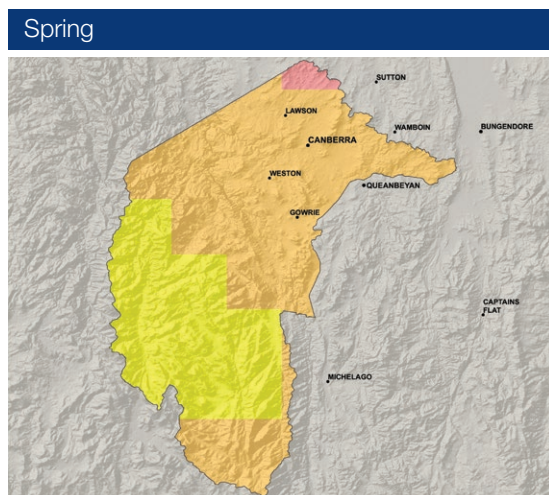 Spring
SUTTON
LAWSON
WAMBOIN
BUNGENDORE
CANBERRA
WESTON
QUEANBEYAN
GOWRIE
CAPTAINS
FLAT
MICHELAGO